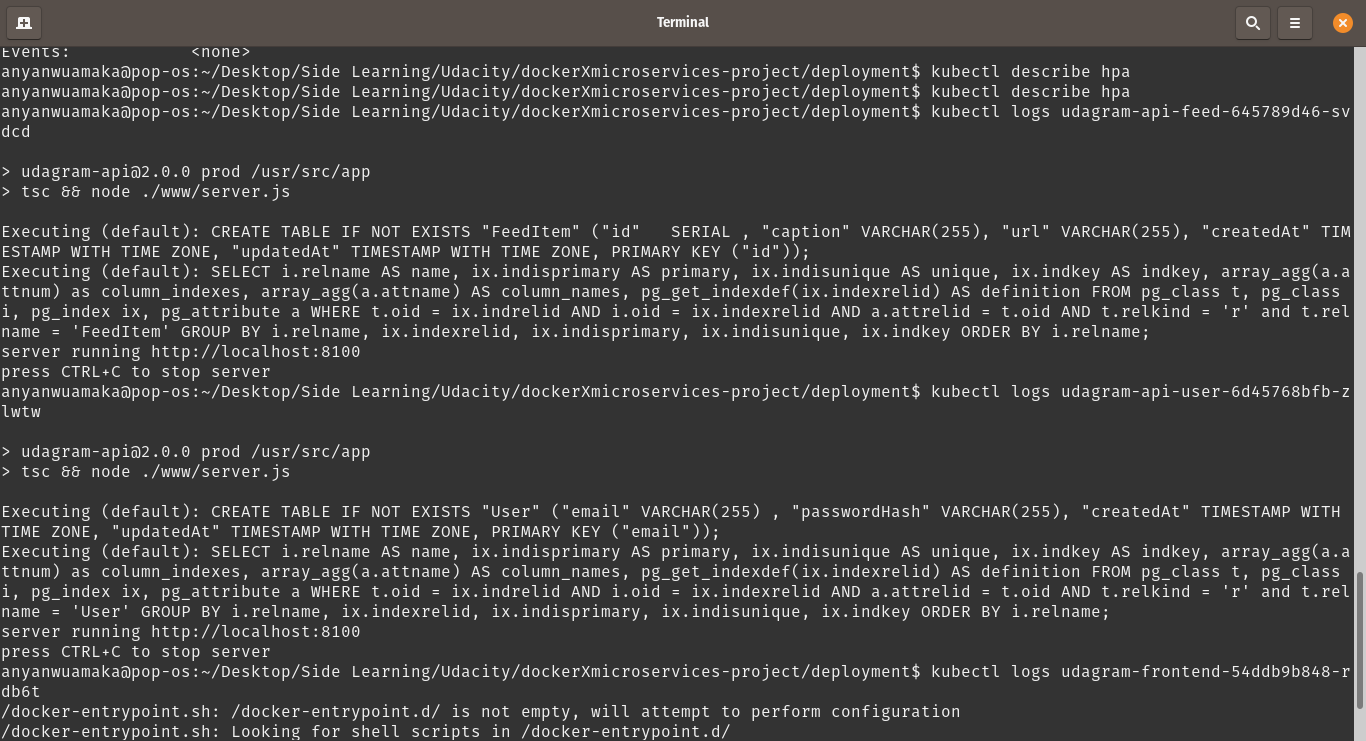 Terminal
Events:            <none>
anyanwuamaka@pop-os:~/Desktop/Side Learning/Udacity/dockerXmicroservices-project/deployment$ kubectl describe hpa
anyanwuamaka@pop-os:~/Desktop/Side Learning/Udacity/dockerXmicroservices-project/deployment$ kubectl describe hpa
anyanwuamaka@pop-os:~/Desktop/Side Learning/Udacity/dockerXmicroservices-project/deployment$ kubectl logs udagram-api-feed-645789d46-sv
dcd
> udagram-api@2.0.0 prod /usr/src/app
> tsc && node ./www/server.js
Executing (default): CREATE TABLE IF NOT EXISTS "FeedItem" ("id"   SERIAL , "caption" VARCHAR(255), "url" VARCHAR(255), "createdAt" TIM
ESTAMP WITH TIME ZONE, "updatedAt" TIMESTAMP WITH TIME ZONE, PRIMARY KEY ("id"));
Executing (default): SELECT i.relname AS name, ix.indisprimary AS primary, ix.indisunique AS unique, ix.indkey AS indkey, array_agg(a.a
ttnum) as column_indexes, array_agg(a.attname) AS column_names, pg_get_indexdef(ix.indexrelid) AS definition FROM pg_class t, pg_class
i, pg_index ix, pg_attribute a WHERE t.oid = ix.indrelid AND i.oid = ix.indexrelid AND a.attrelid = t.oid AND t.relkind = 'r' and t.rel
name = 'FeedItem' GROUP BY i.relname, ix.indexrelid, ix.indisprimary, ix.indisunique, ix.indkey ORDER BY i.relname;
server running http://localhost:8100
press CTRL+C to stop server
anyanwuamaka@pop-os:~/Desktop/Side Learning/Udacity/dockerXmicroservices-project/deployment$ kubectl logs udagram-api-user-6d45768bfb-z
lwtw
> udagram-api@2.0.0 prod /usr/src/app
> tsc && node ./www/server.js
Executing (default): CREATE TABLE IF NOT EXISTS "User" ("email" VARCHAR(255) , "passwordHash" VARCHAR(255), "createdAt" TIMESTAMP WITH
TIME ZONE, "updatedAt" TIMESTAMP WITH TIME ZONE, PRIMARY KEY ("email"));
Executing (default): SELECT i.relname AS name, ix.indisprimary AS primary, ix.indisunique AS unique, ix.indkey AS indkey, array_agg(a.a
ttnum) as column_indexes, array_agg(a.attname) AS column_names, pg_get_indexdef(ix.indexrelid) AS definition FROM pg_class t, pg_class
i, pg_index ix, pg_attribute a WHERE t.oid = ix.indrelid AND i.oid = ix.indexrelid AND a.attrelid = t.oid AND t.relkind = 'r' and t.rel
name = 'User' GROUP BY i.relname, ix.indexrelid, ix.indisprimary, ix.indisunique, ix.indkey ORDER BY i.relname;
server running http://localhost:8100
press CTRL+C to stop server
anyanwuamaka@pop-os:~/Desktop/Side Learning/Udacity/dockerXmicroservices-project/deployment$ kubectl logs udagram-frontend-54ddb9b848-r
db6t
/docker-entrypoint.sh: /docker-entrypoint.d/ is not empty, will attempt to perform configuration
/docker-entrypoint.sh: Looking for shell scripts in /docker-entrypoint.d/